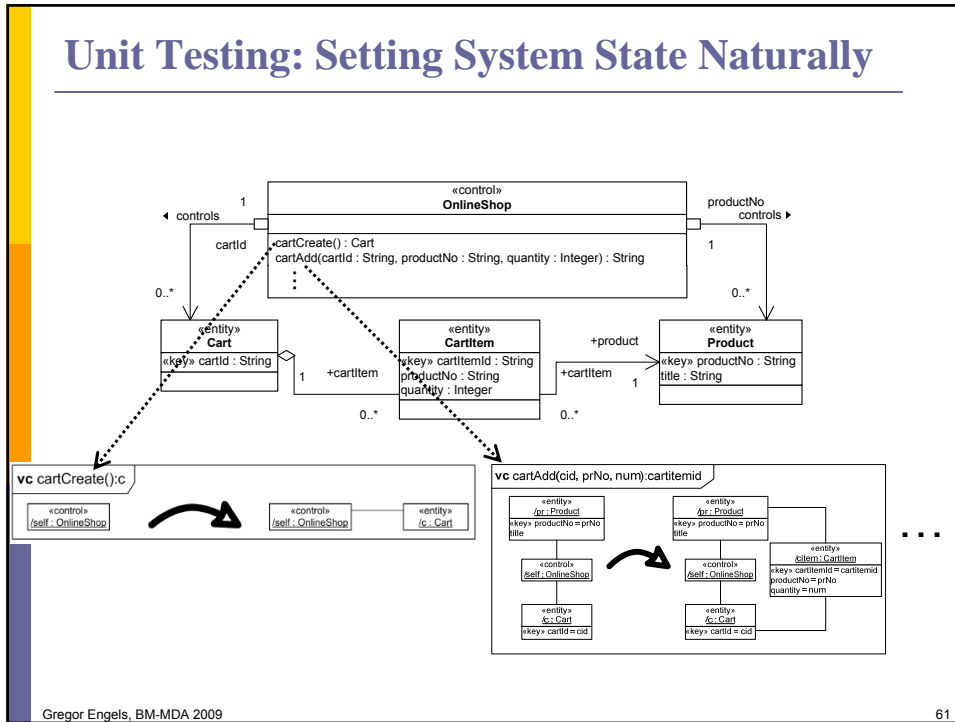 Unit Testing: Setting System State Naturally
«control»
OnlineShop
cartCreate() : Cart
cartAdd(cartId : String, productNo : String, quantity : Integer) : String
1
controls
cartId
0..*
productNo
controls
1
0..*
«entity»
Cart
«key» cartId : String
1
+cartItem
0..*
«entity»
CartItem
«key» cartItemId : String
productNo : String
quantity : Integer
+product
+cartItem
1
0..*
«entity»
Product
«key» productNo : String
title : String
vc cartCreate():c
«control»
/self : OnlineShop
«control»
/self : OnlineShop
«entity»
/c : Cart
vc cartAdd(cid, prNo, num):cartitemid
«entity»
/pr : Product
«key» productNo = prNo
title
«control»
/self : OnlineShop
«entity»
/c : Cart
«key» cartId = cid
«entity»
/pr : Product
«key» productNo = prNo
title
«control»
/self : OnlineShop
«entity»
/c : Cart
«key» cartId = cid
«entity»
/citem : CartItem
«key» cartItemId = cartitemid
productNo = prNo
quantity = num
...
Gregor Engels, BM-MDA 2009
61